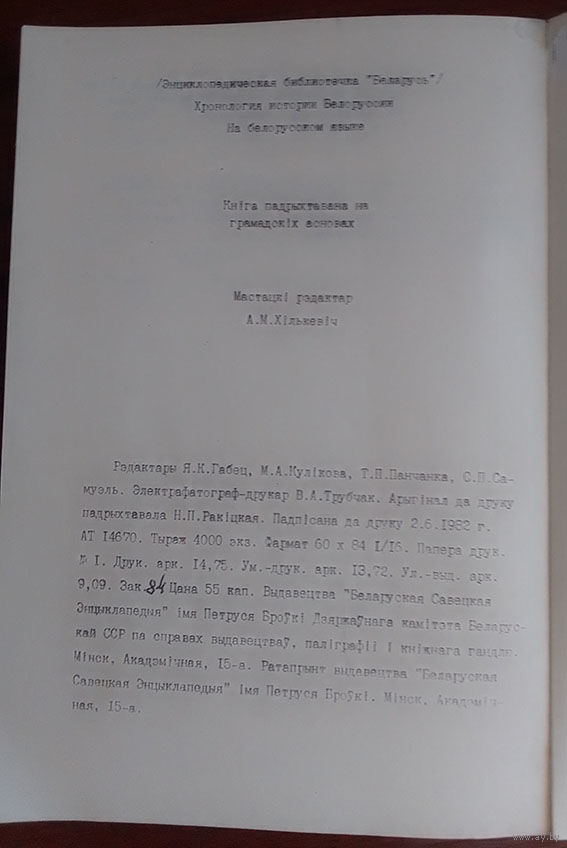 /Энциклопедическая библиотечка "Беларусь"/
Хронология истории Белоруссии
На белорусском языке
Кніга падрыхтавана на
грамадскіх асновах
Мастацкі рэдактар
А.М.Хількевіч
Рэдактары Я.К.Габец, М.А.Кулікова, Т.П.Панчанка, С.П.Са-
муэль. Электрафатограф-друкар В.А.Трубчак. Арыгінал да друку
падрыхтавала Н.П.Ракіцкая. Падпісана да друку 2.6.1982 г.
АТ 14670. Тыраж 4000 экз. Фармат 60 x 84 1/16. Папера друк.
№ 1. Друк. арк. 14,75. Ум.-друк. арк. 13,72. Ул.-выд. арк.
9,09. Зак. 84 Цана 55 кап. Выдавецтва "Беларуская Савецкая
Энцыклапедыя" імя Петруся Броўкі Дзяржаўнага камітэта Беларус-
кай ССР па справах выдавецтваў, паліграфіі і кніжнага гандлю.
Мінск, Акадэмічная, 15-а. Ратапрынт выдавецтва "Беларуская
Савецкая Энцыклапедыя" імя Петруся Броўкі. Мінск, Акадэміч-
ная, 15-а.
www.ay.by